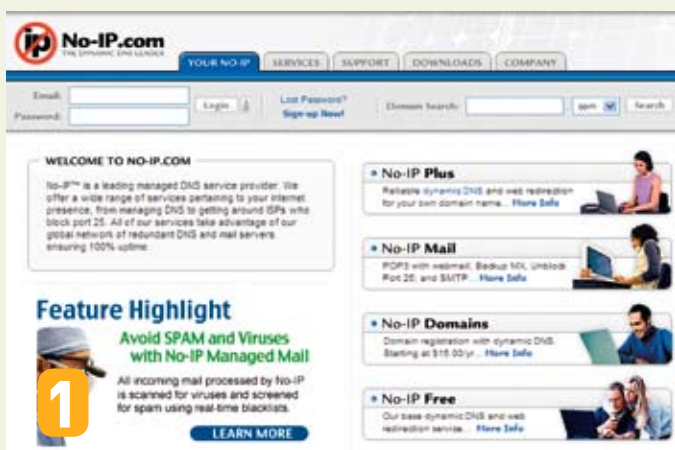 ip No-IP.com
THE DYNAMIC DNS LEADER
YOUR NO-IP SERVICES SUPPORT DOWNLOADS COMPANY
Email: Login Lost Password? Domain Search: .com Search
Password: Sign-up Now!
WELCOME TO NO-IP.COM
No-IP™ is a leading managed DNS service provider. We
offer a wide range of services pertaining to your internet
presence, from managing DNS to getting around ISPs who
block port 25. All of our services take advantage of our
global network of redundant DNS and mail servers
ensuring 100% uptime.
Feature Highlight
Avoid SPAM and Viruses
with No-IP Managed Mail
All incoming mail processed by No-IP
is scanned for viruses and screened
for spam using real-time blacklists.
LEARN MORE
1
No-IP Plus
Reliable dynamic DNS and web redirection
for your own domain name... More Info
No-IP Mail
POP3 with webmail, Backup MX, Unblock
Port 25, and SMTP... More Info
No-IP Domains
Domain registration with dynamic DNS.
Starting at $15.00/yr... More Info
No-IP Free
Our base dynamic DNS and web
redirection service... More Info